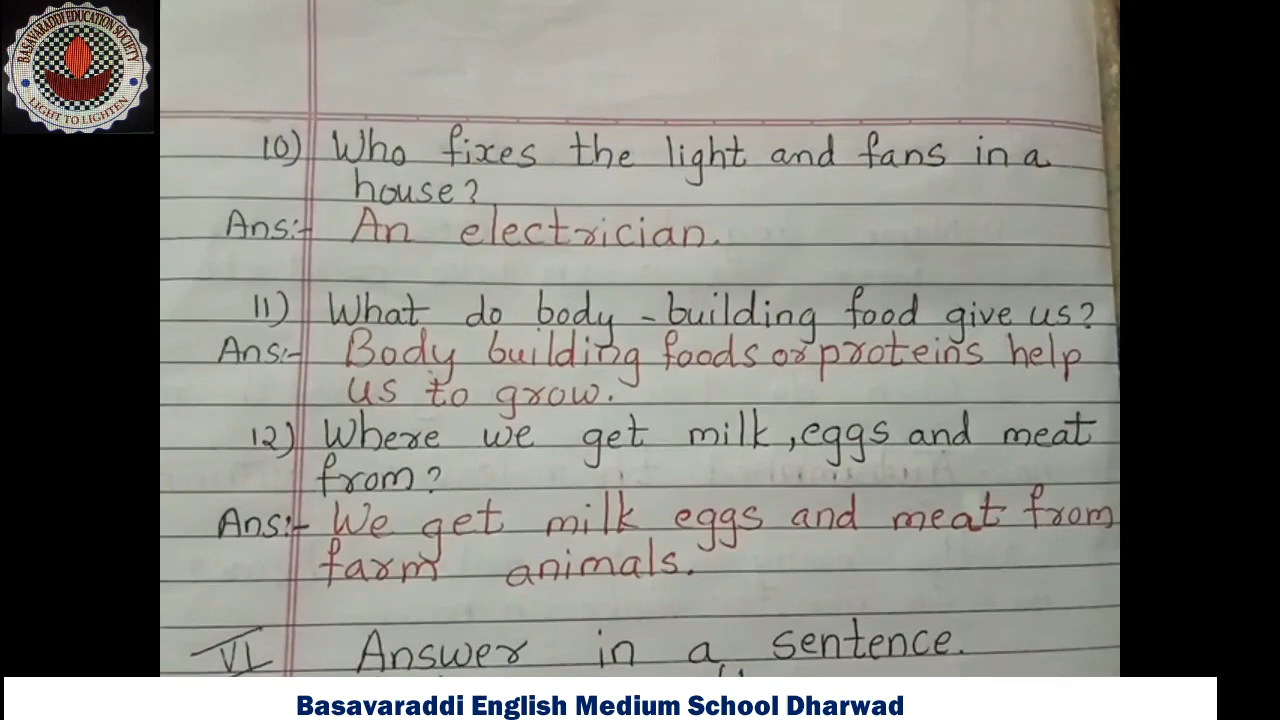 BASAVARADDI EDUCATION SOCIETY
LIGHT TO LIGHTEN
10) Who fixes the light and fans in a
house?
Ans:- An electrician.
11) What do body - building food give us?
Ans:- Body building foods or proteins help
us to grow.
12) Where we get milk, eggs and meat
from?
Ans:- We get milk eggs and meat from
farm animals.
VI Answer in a sentence.
Basavaraddi English Medium School Dharwad